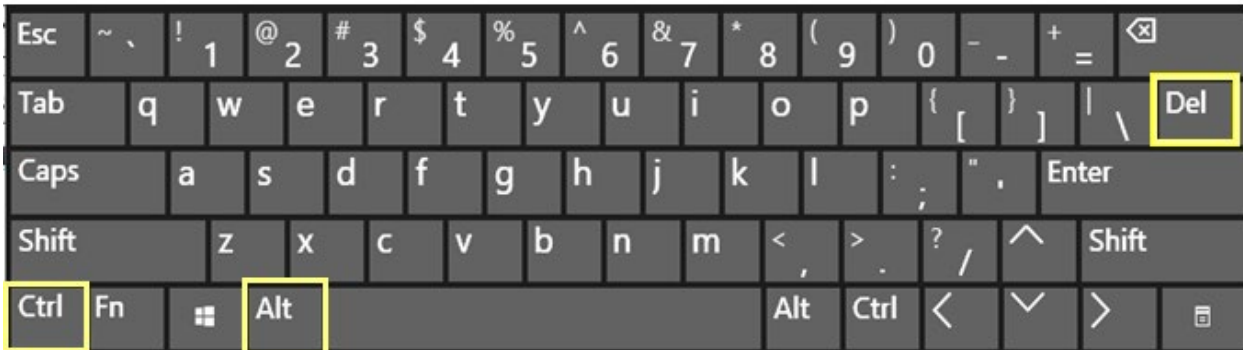 Esc ~ ` ! 1 @ 2 # 3 $ 4 % 5 ^ 6 & 7 * 8 ( 9 ) 0 _ - + =
Tab q w e r t y u i o p { [ } ] | \ Del
Caps a s d f g h j k l : ; " ' Enter
Shift z x c v b n m < , > . ? / Shift
Ctrl Fn Alt Alt Ctrl